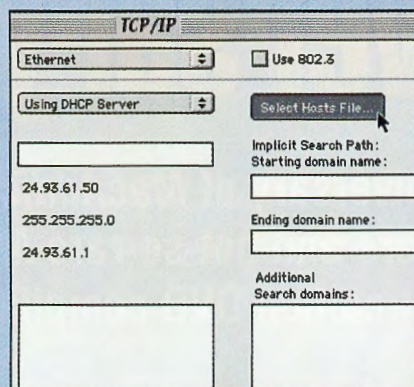 TCP/IP
Ethernet
Use 802.3
Using DHCP Server
Select Hosts File...
Implicit Search Path:
Starting domain name:
24.93.61.50
255.255.255.0
Ending domain name:
24.93.61.1
Additional
Search domains: